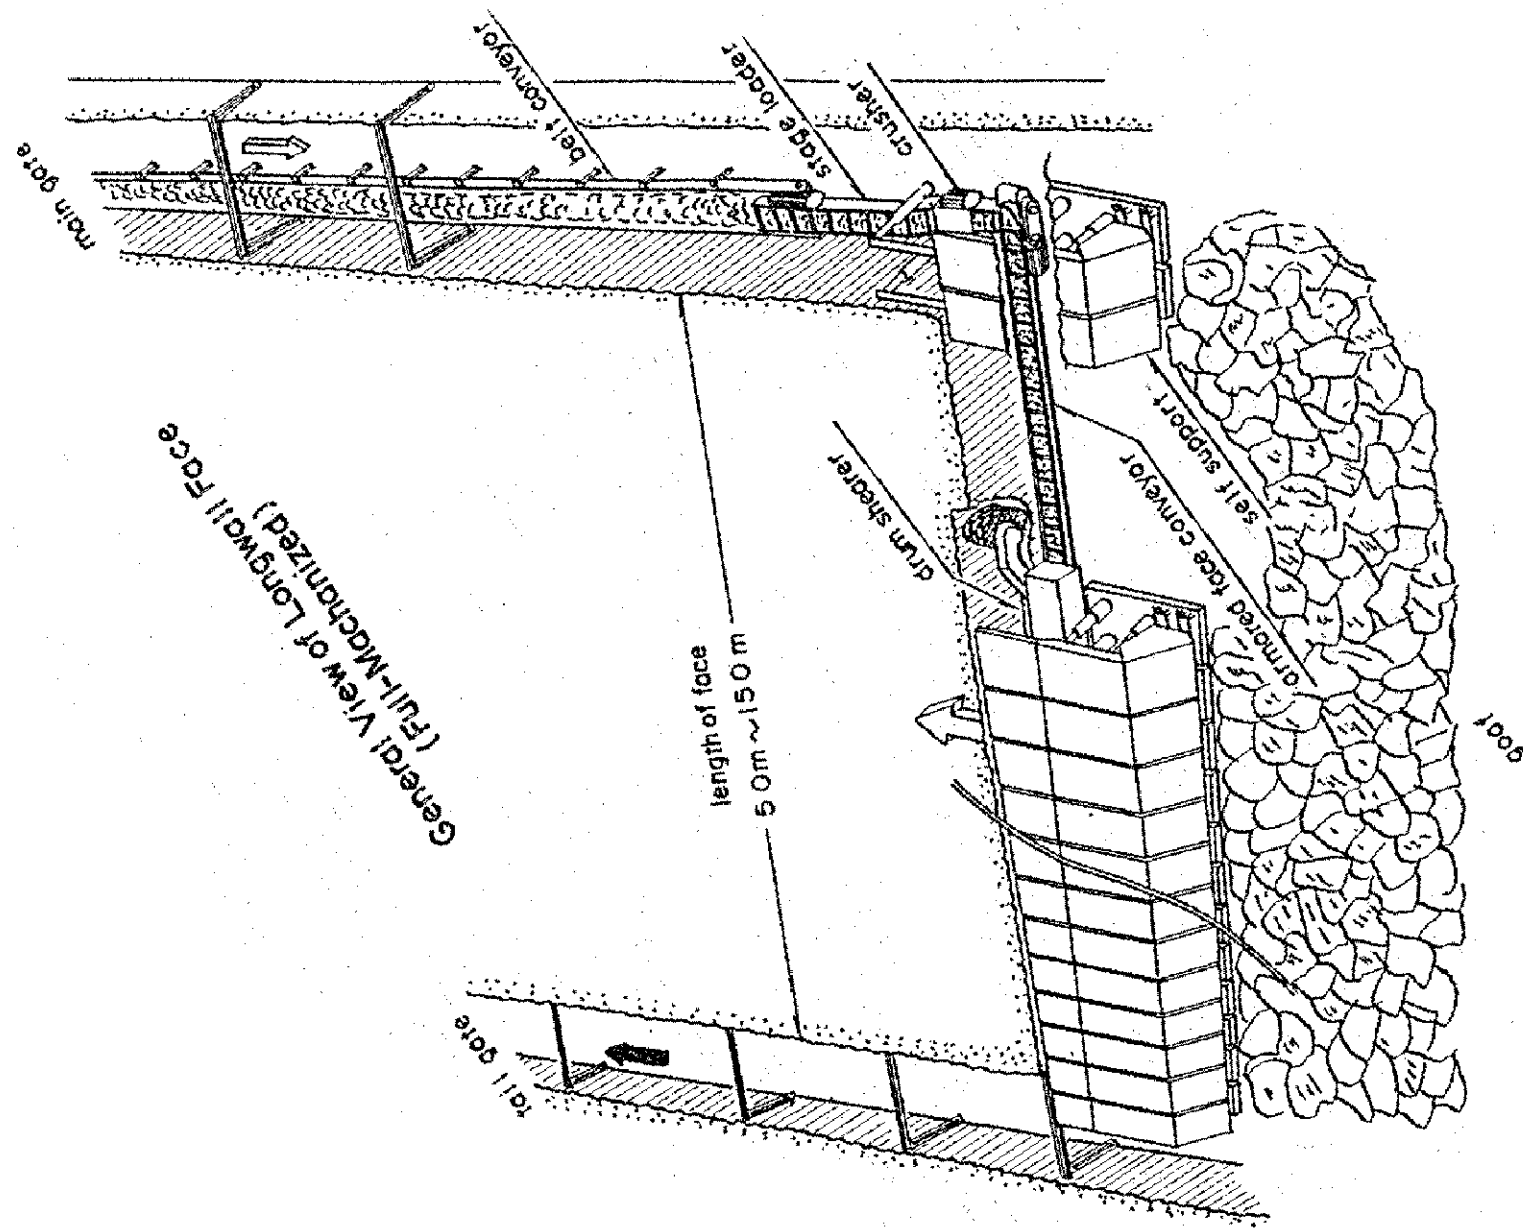 General View of Longwall Face
(Full-Machanized)
main gate
belt conveyor
stage loader
crusher
drum shearer
self support
armored face conveyor
goaf
length of face
50m~150m
tail gate